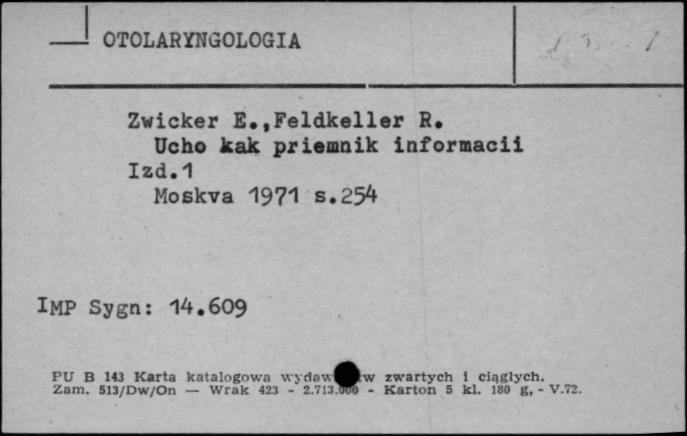 OTOLARYNGOLOGIA
Zwicker E.,Feldkeller R.
Ucho kak priemnik informacii
Izd.1
Moskva 1971 s.254
IMP Sygn: 14.609
PU B 143 Karta katalogowa zwartych i ciągłych.
Zam. 513/Dw/On — Wrak 423 - 2.713.000 - Karton 5 kl. 180 g, - V.72.